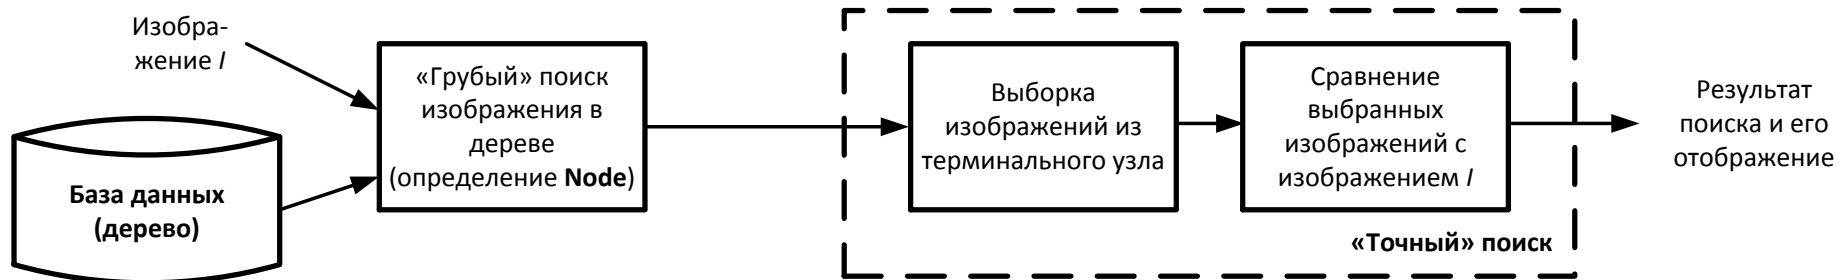 Изобра-
жение I
База данных
(дерево)
«Грубый» поиск
изображения в
дереве
(определение Node)
Выборка
изображений из
терминального узла
Сравнение
выбранных
изображений с
изображением I
«Точный» поиск
Результат
поиска и его
отображение